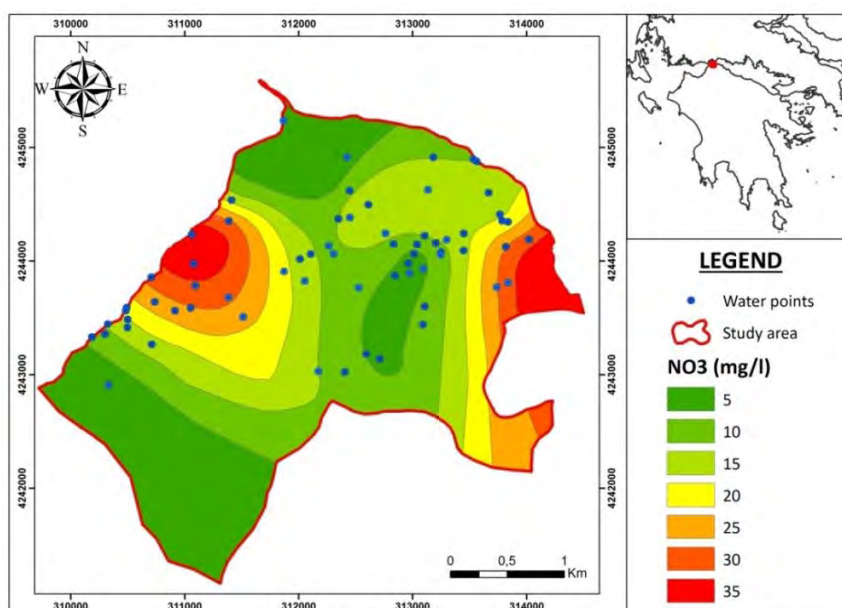 310000 311000 312000 313000 314000
N
W E
S
4245000 4245000
4244000 4244000
4243000 4243000
4242000 4242000
0 0,5 1
Km
310000 311000 312000 313000 314000
LEGEND
Water points
Study area
NO3 (mg/l)
5
10
15
20
25
30
35